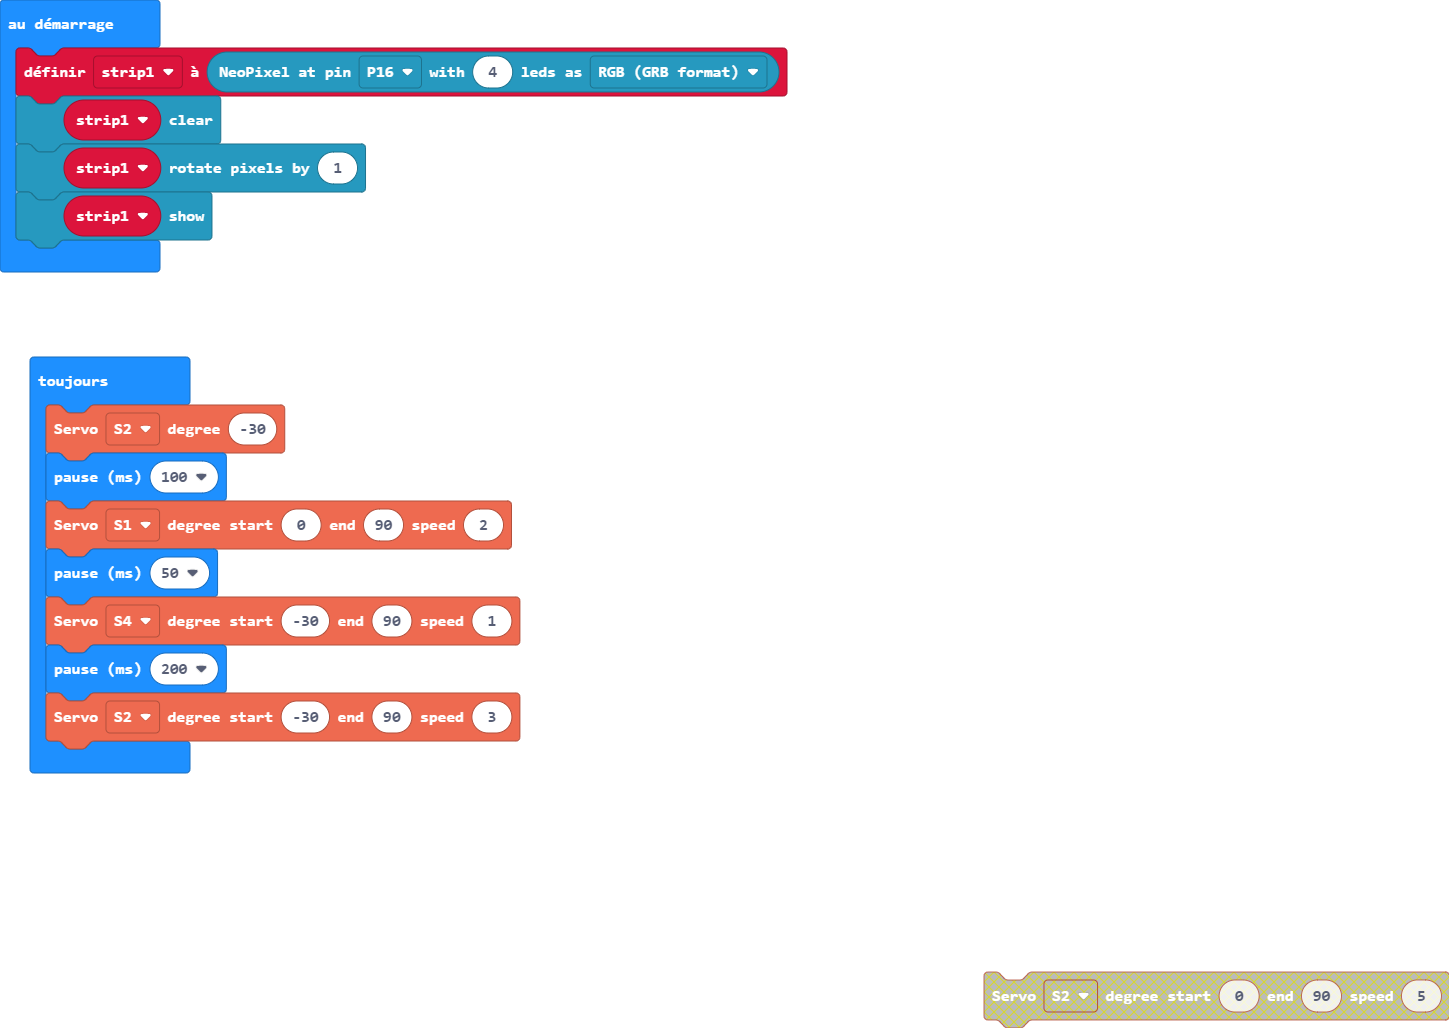 au démarrage
définir strip1 à NeoPixel at pin P16 with 4 leds as RGB (GRB format)
strip1 clear
strip1 rotate pixels by 1
strip1 show
toujours
Servo S2 degree -30
pause (ms) 100
Servo S1 degree start 0 end 90 speed 2
pause (ms) 50
Servo S4 degree start -30 end 90 speed 1
pause (ms) 200
Servo S2 degree start -30 end 90 speed 3
Servo S2 degree start 0 end 90 speed 5